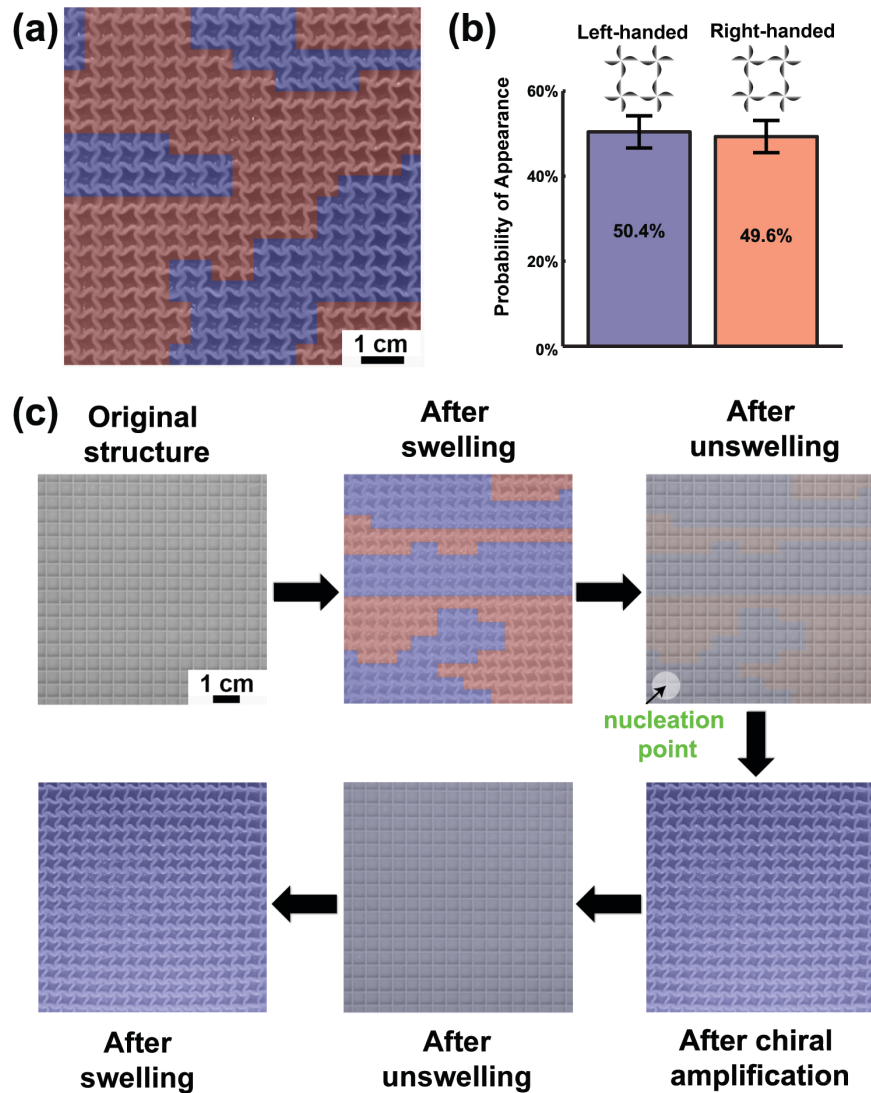 (a)
1 cm
(b)
Left-handed Right-handed
60%
40%
20%
0%
Probability of Appearance
50.4%
49.6%
(c)
Original
structure
After
swelling
After
unswelling
1 cm
nucleation
point
After
swelling
After
unswelling
After chiral
amplification